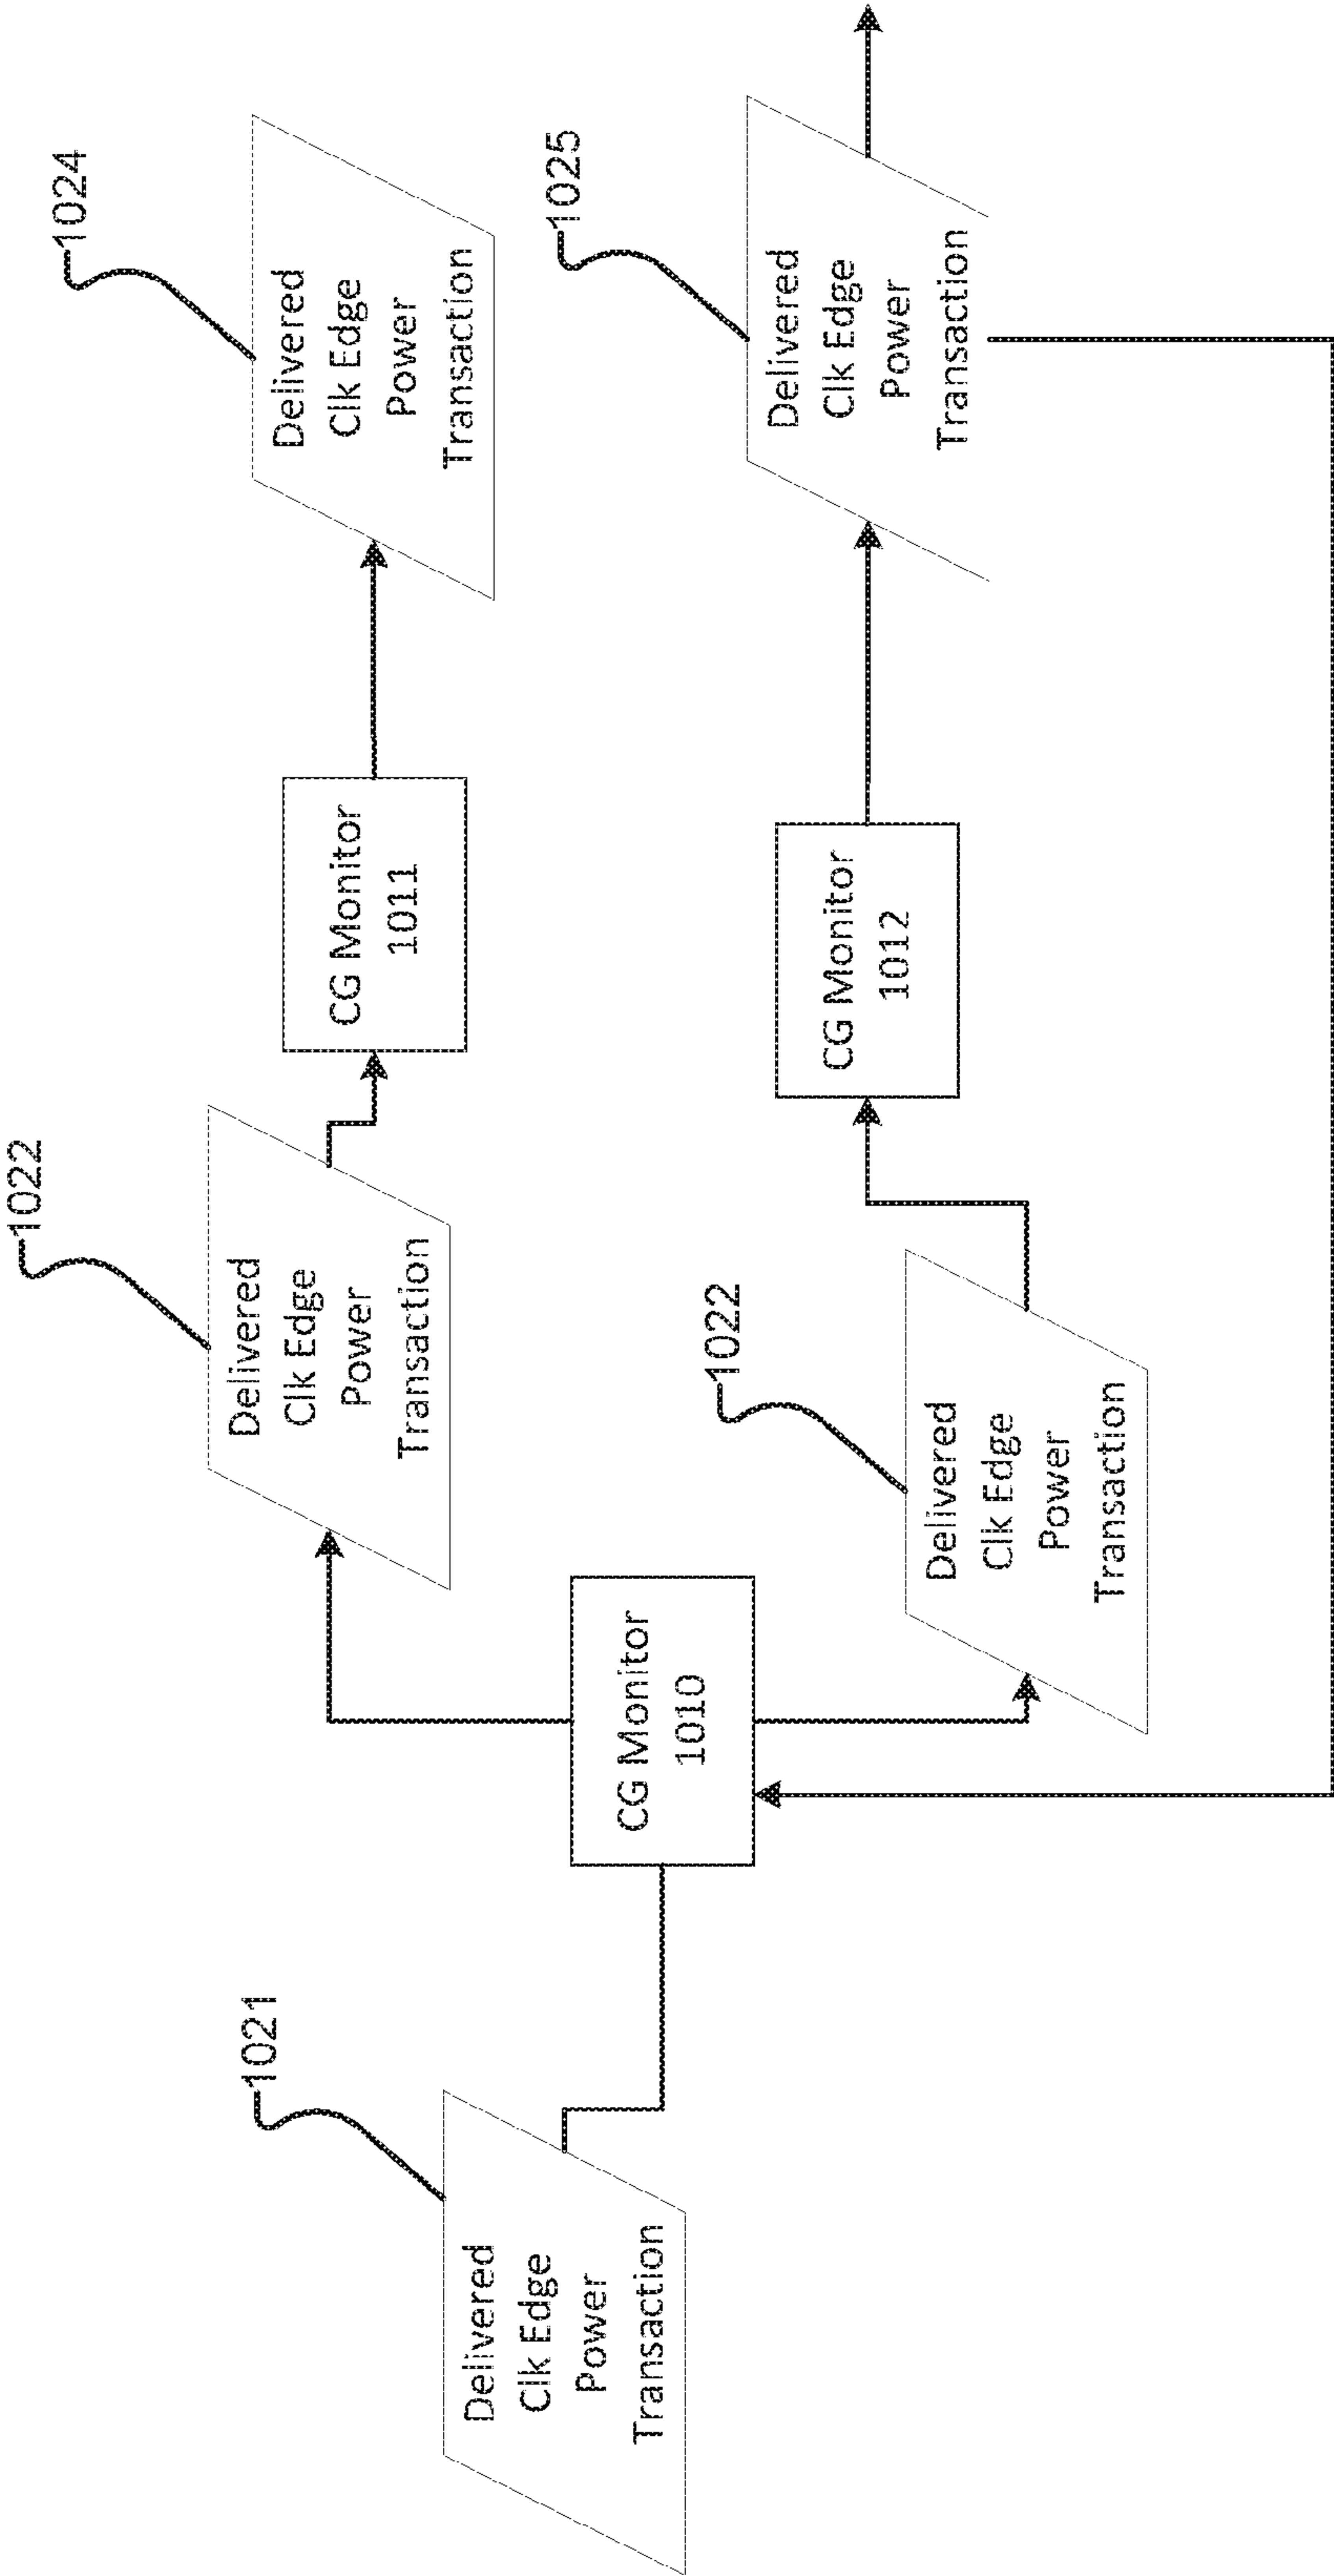 1021
Delivered
Clk Edge
Power
Transaction
CG Monitor
1010
1022
Delivered
Clk Edge
Power
Transaction
CG Monitor
1011
1024
Delivered
Clk Edge
Power
Transaction
1022
Delivered
Clk Edge
Power
Transaction
CG Monitor
1012
1025
Delivered
Clk Edge
Power
Transaction